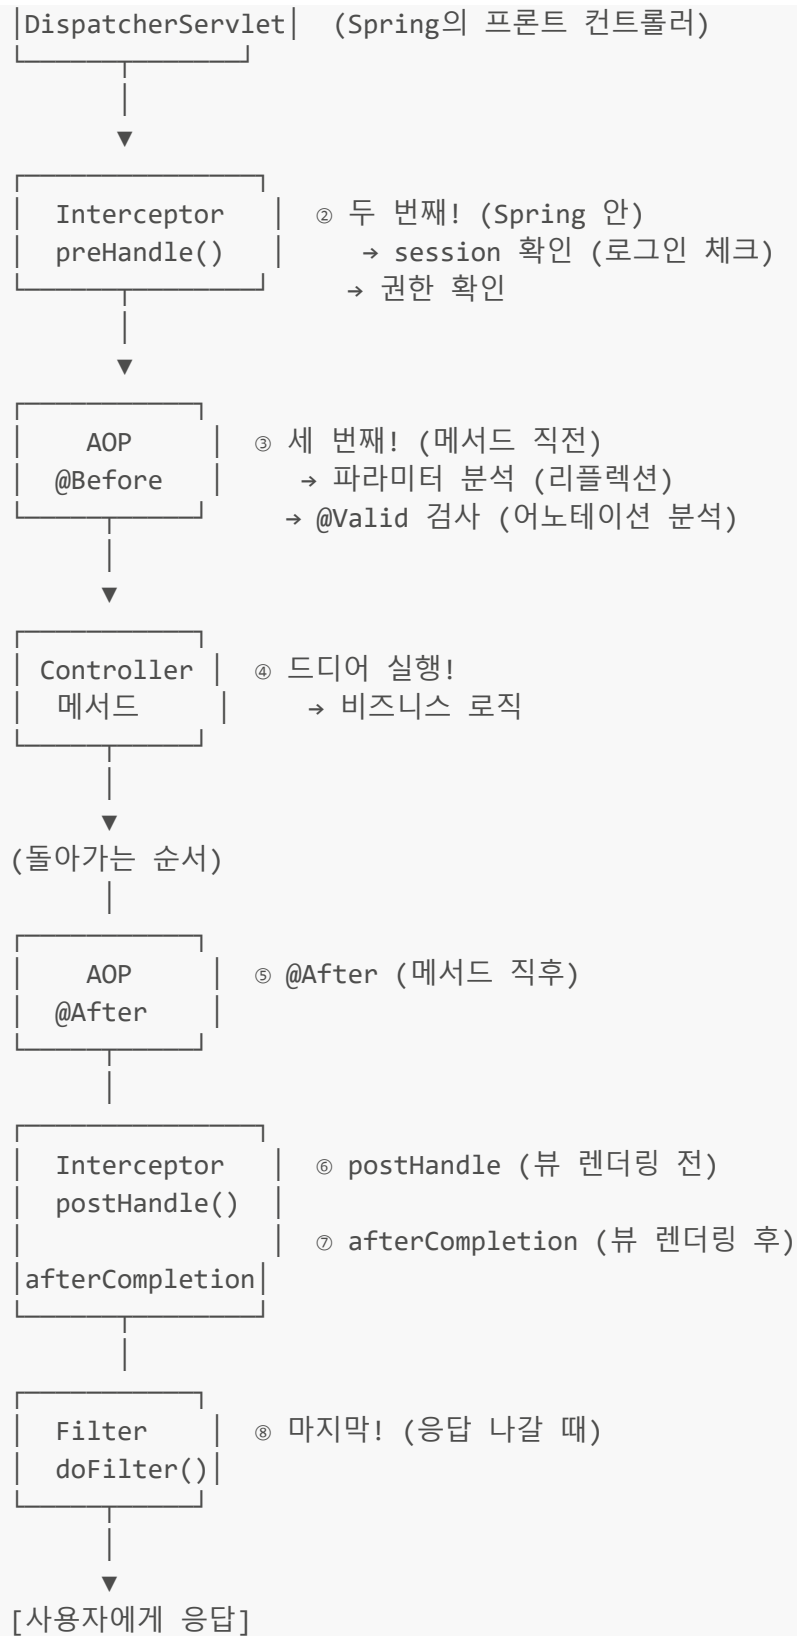 DispatcherServlet (Spring의 프론트 컨트롤러)
Interceptor ② 두 번째! (Spring 안)
preHandle() → session 확인 (로그인 체크)
→ 권한 확인
AOP ③ 세 번째! (메서드 직전)
@Before → 파라미터 분석 (리플렉션)
→ @Valid 검사 (어노테이션 분석)
Controller ④ 드디어 실행!
메서드 → 비즈니스 로직
(돌아가는 순서)
AOP ⑤ @After (메서드 직후)
@After
Interceptor ⑥ postHandle (뷰 렌더링 전)
postHandle()
⑦ afterCompletion (뷰 렌더링 후)
afterCompletion
Filter ⑧ 마지막! (응답 나갈 때)
doFilter()
[사용자에게 응답]